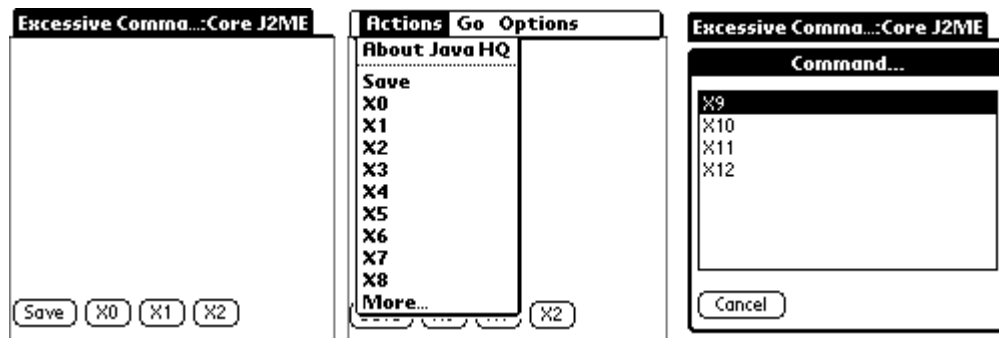 Excessive Comma...:Core J2ME
Save X0 X1 X2
Actions Go Options
About Java HQ
Save
X0
X1
X2
X3
X4
X5
X6
X7
X8
More...
X2
Excessive Comma...:Core J2ME
Command...
X9
X10
X11
X12
Cancel